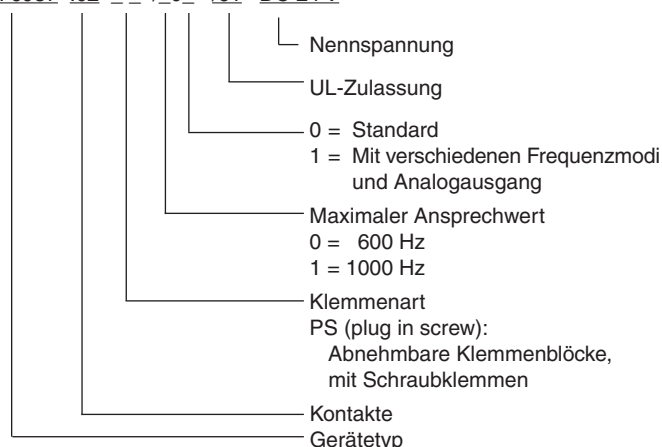 Nennspannung
UL-Zulassung
0 = Standard
1 = Mit verschiedenen Frequenzmodi
und Analogausgang
Maximaler Ansprechwert
0 = 600 Hz
1 = 1000 Hz
Klemmenart
PS (plug in screw):
Abnehmbare Klemmenblöcke,
mit Schraubklemmen
Kontakte
Gerätetyp